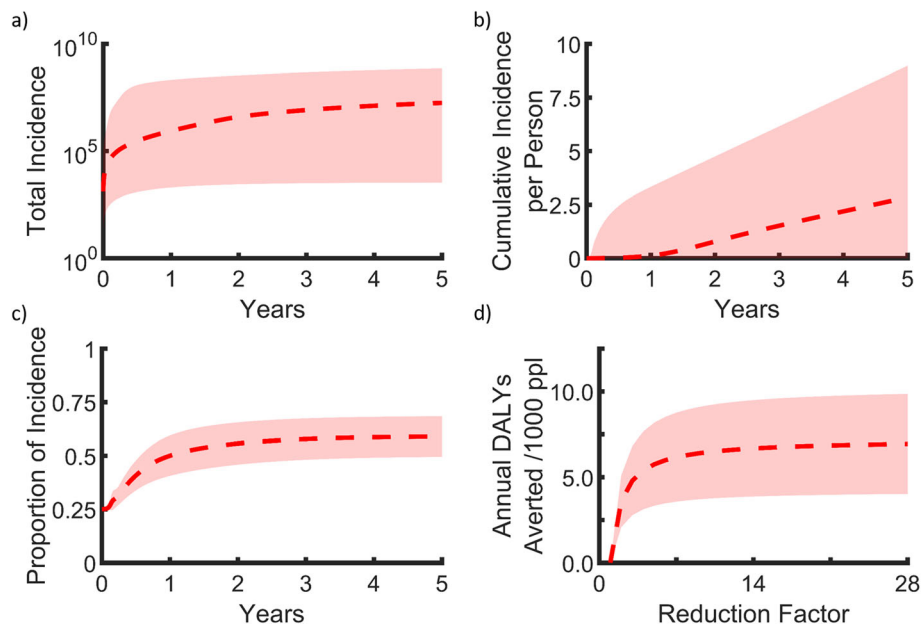 a)
Total Incidence
10^10
10^5
10^0
0 1 2 3 4 5
Years
b)
Cumulative Incidence
per Person
10
7.5
5
2.5
0
0 1 2 3 4 5
Years
c)
Proportion of Incidence
1
0.75
0.5
0.25
0
0 1 2 3 4 5
Years
d)
Annual DALYs
Averted /1000 ppl
10.0
5.0
0.0
0 14 28
Reduction Factor